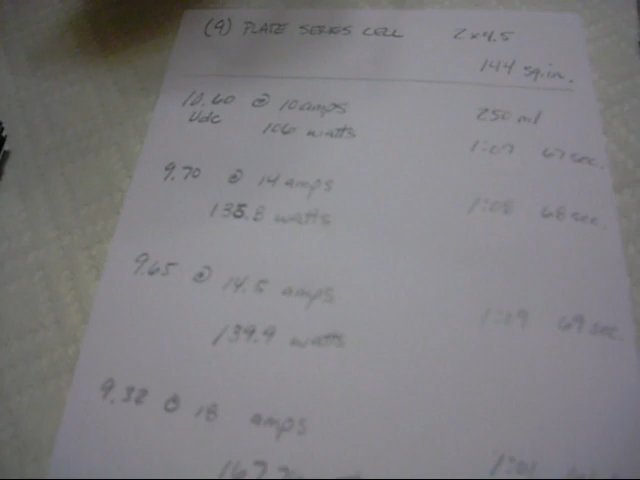 (4) PLATE SERIES CELL 2x4.5
144 sq.in.
10.60 @ 10 amps 250 ml
Vdc 106 watts
1:07 67 sec.
9.70 @ 14 amps
135.8 watts 1:08 68 sec.
9.65 @ 14.5 amps
139.9 watts 1:09 69 sec.
9.32 @ 18 amps